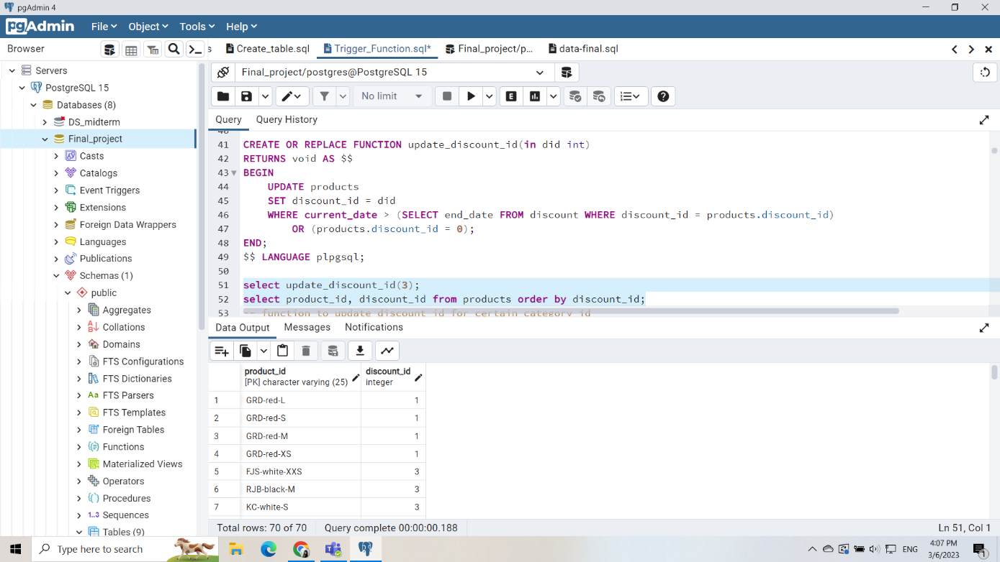 pgAdmin 4
pgAdmin
File
Object
Tools
Help
Browser
s
Create_table.sql
Trigger_Function.sql*
Final_project/p...
data-final.sql
Servers
PostgreSQL 15
Databases (8)
DS_midterm
Final_project
Casts
Catalogs
Event Triggers
Extensions
Foreign Data Wrappers
Languages
Publications
Schemas (1)
public
Aggregates
Collations
Domains
FTS Configurations
FTS Dictionaries
FTS Parsers
FTS Templates
Foreign Tables
Functions
Materialized Views
Operators
Procedures
Sequences
Tables (9)
Final_project/postgres@PostgreSQL 15
No limit
E
Query
Query History
40
41 CREATE OR REPLACE FUNCTION update_discount_id(in did int)
42 RETURNS void AS $$
43 BEGIN
44 UPDATE products
45 SET discount_id = did
46 WHERE current_date > (SELECT end_date FROM discount WHERE discount_id = products.discount_id)
47 OR (products.discount_id = 0);
48 END;
49 $$ LANGUAGE plpgsql;
50
51 select update_discount_id(3);
52 select product_id, discount_id from products order by discount_id;
53 -- function to update discount_id for certain category_id
Data Output
Messages
Notifications
product_id
[PK] character varying (25)
discount_id
integer
1 GRD-red-L 1
2 GRD-red-S 1
3 GRD-red-M 1
4 GRD-red-XS 1
5 FJS-white-XXS 3
6 RJB-black-M 3
7 KC-white-S 3
Total rows: 70 of 70
Query complete 00:00:00.188
Ln 51, Col 1
Type here to search
ENG
4:07 PM
3/6/2023
1